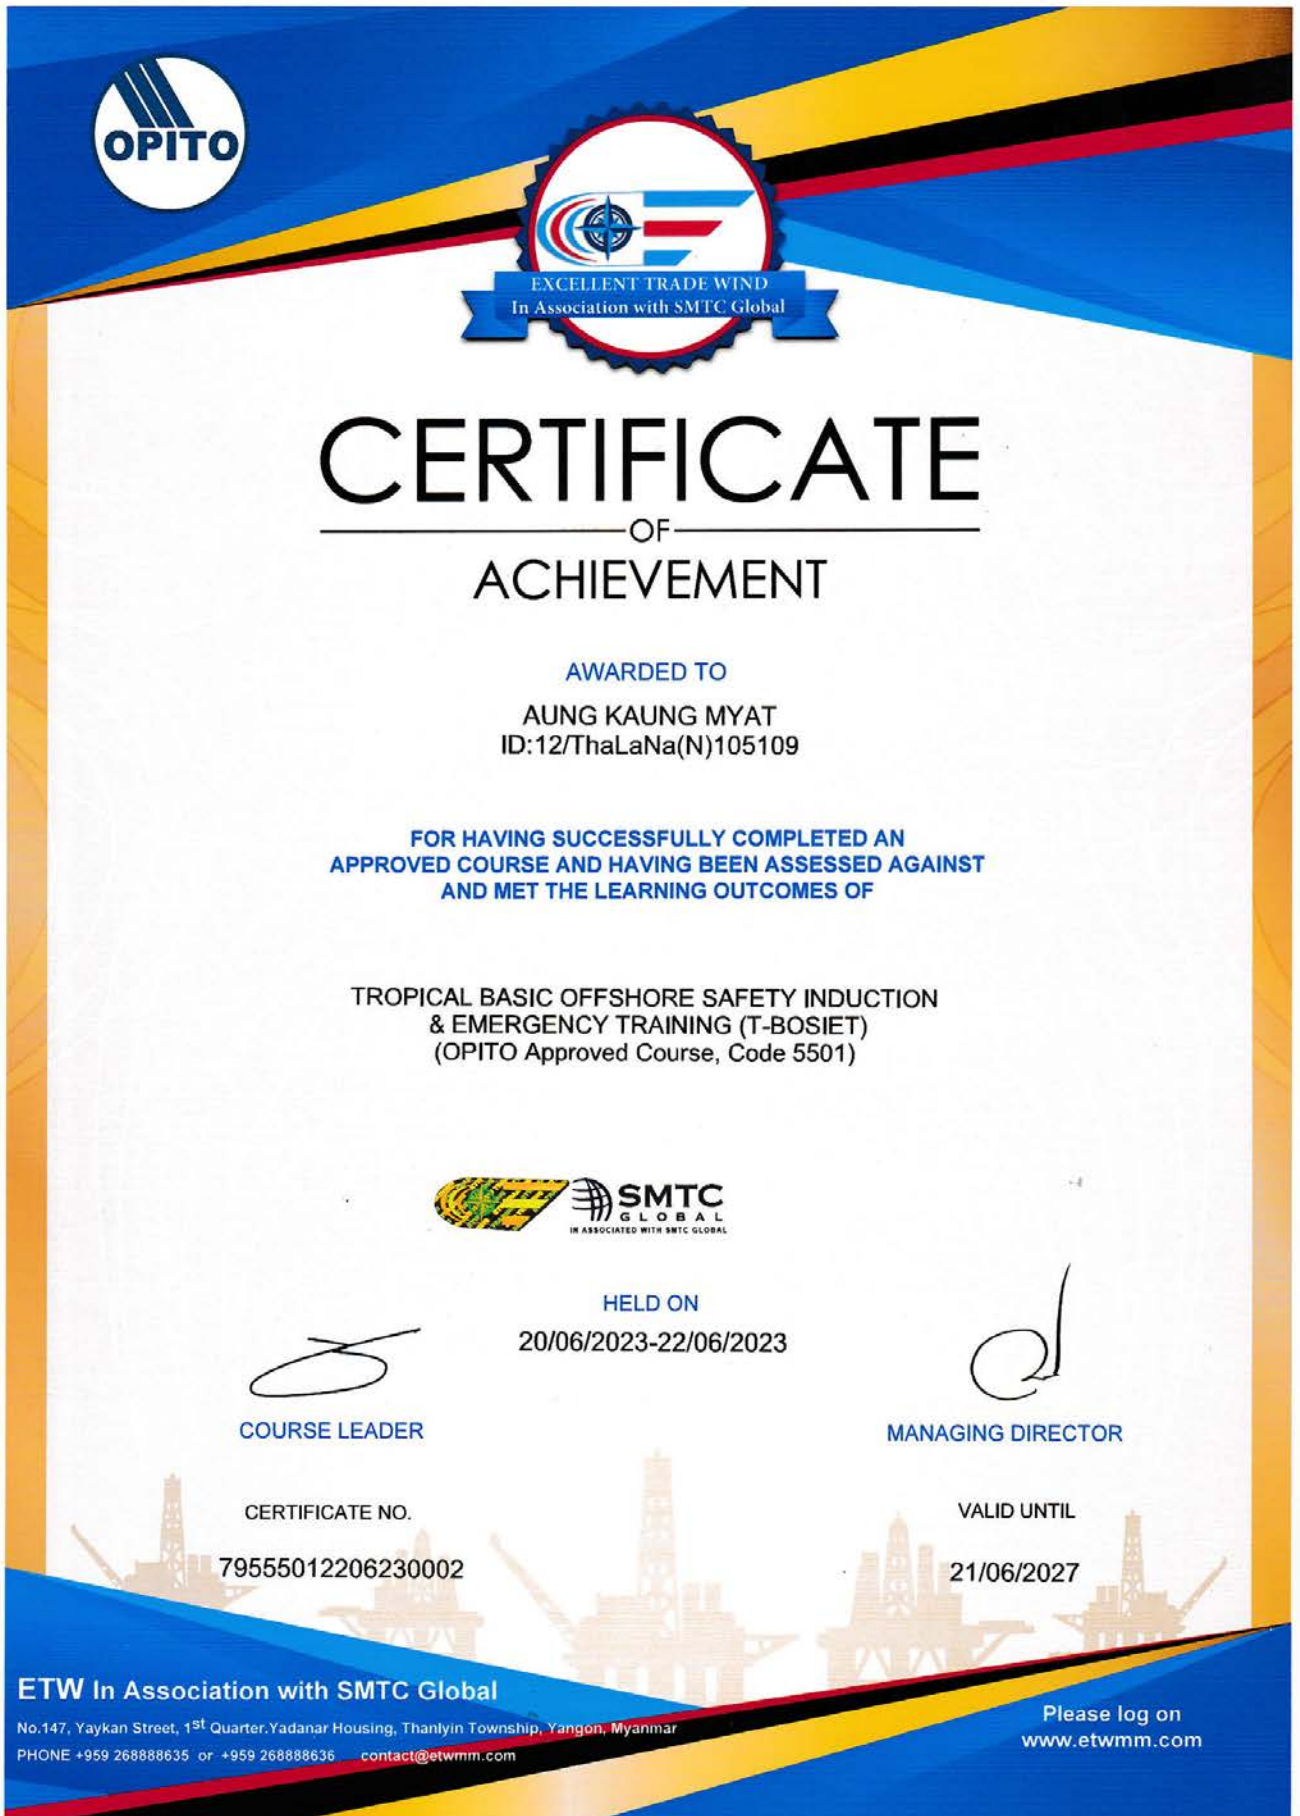 OPITO
EXCELLENT TRADE WIND
In Association with SMTC Global
CERTIFICATE
OF
ACHIEVEMENT
AWARDED TO
AUNG KAUNG MYAT
ID:12/ThaLaNa(N)105109
FOR HAVING SUCCESSFULLY COMPLETED AN
APPROVED COURSE AND HAVING BEEN ASSESSED AGAINST
AND MET THE LEARNING OUTCOMES OF
TROPICAL BASIC OFFSHORE SAFETY INDUCTION
& EMERGENCY TRAINING (T-BOSIET)
(OPITO Approved Course, Code 5501)
SMTC
GLOBAL
IN ASSOCIATED WITH SMTC GLOBAL
HELD ON
20/06/2023-22/06/2023
COURSE LEADER
MANAGING DIRECTOR
CERTIFICATE NO.
VALID UNTIL
79555012206230002
21/06/2027
ETW In Association with SMTC Global
No.147, Yaykan Street, 1st Quarter.Yadanar Housing, Thanlyin Township, Yangon, Myanmar
PHONE +959 268888635 or +959 268888636 contact@etwmm.com
Please log on
www.etwmm.com